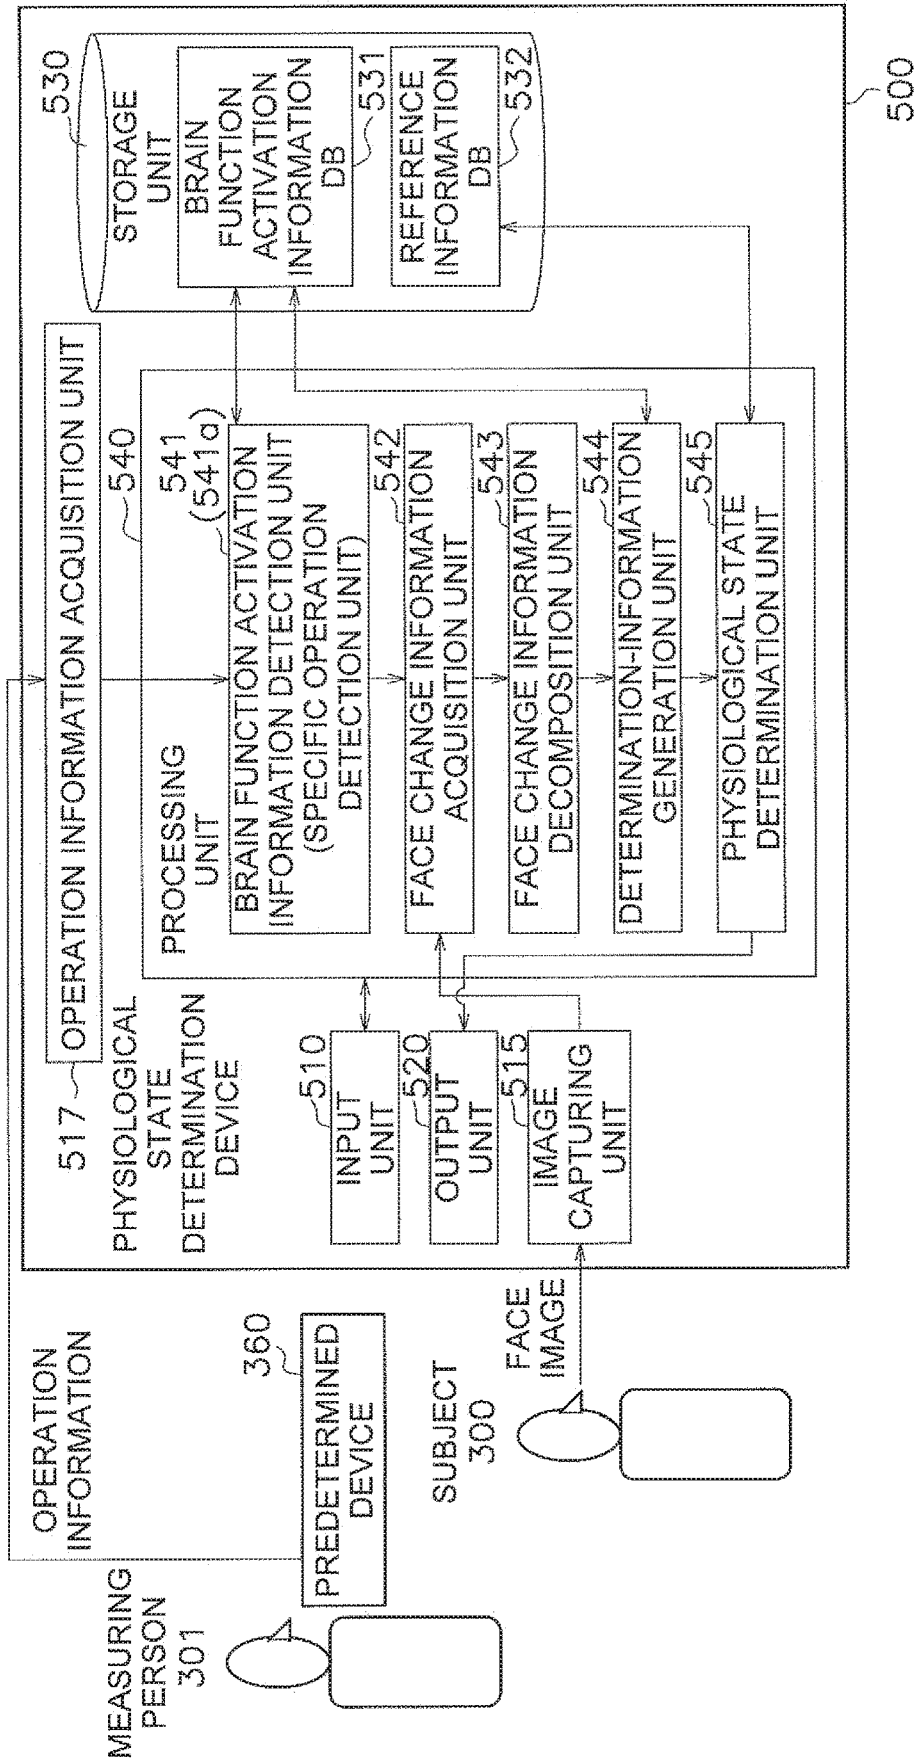 MEASURING
PERSON
301
OPERATION
INFORMATION
360
PREDETERMINED
DEVICE
SUBJECT
300
FACE
IMAGE
517
OPERATION INFORMATION ACQUISITION UNIT
PHYSIOLOGICAL
STATE
DETERMINATION
DEVICE
510
INPUT
UNIT
520
OUTPUT
UNIT
515
IMAGE
CAPTURING
UNIT
540
PROCESSING
UNIT
541
(541a)
BRAIN FUNCTION ACTIVATION
INFORMATION DETECTION UNIT
(SPECIFIC OPERATION
DETECTION UNIT)
542
FACE CHANGE INFORMATION
ACQUISITION UNIT
543
FACE CHANGE INFORMATION
DECOMPOSITION UNIT
544
DETERMINATION-INFORMATION
GENERATION UNIT
545
PHYSIOLOGICAL STATE
DETERMINATION UNIT
530
STORAGE
UNIT
BRAIN
FUNCTION
ACTIVATION
INFORMATION
DB
531
REFERENCE
INFORMATION
DB
532
500